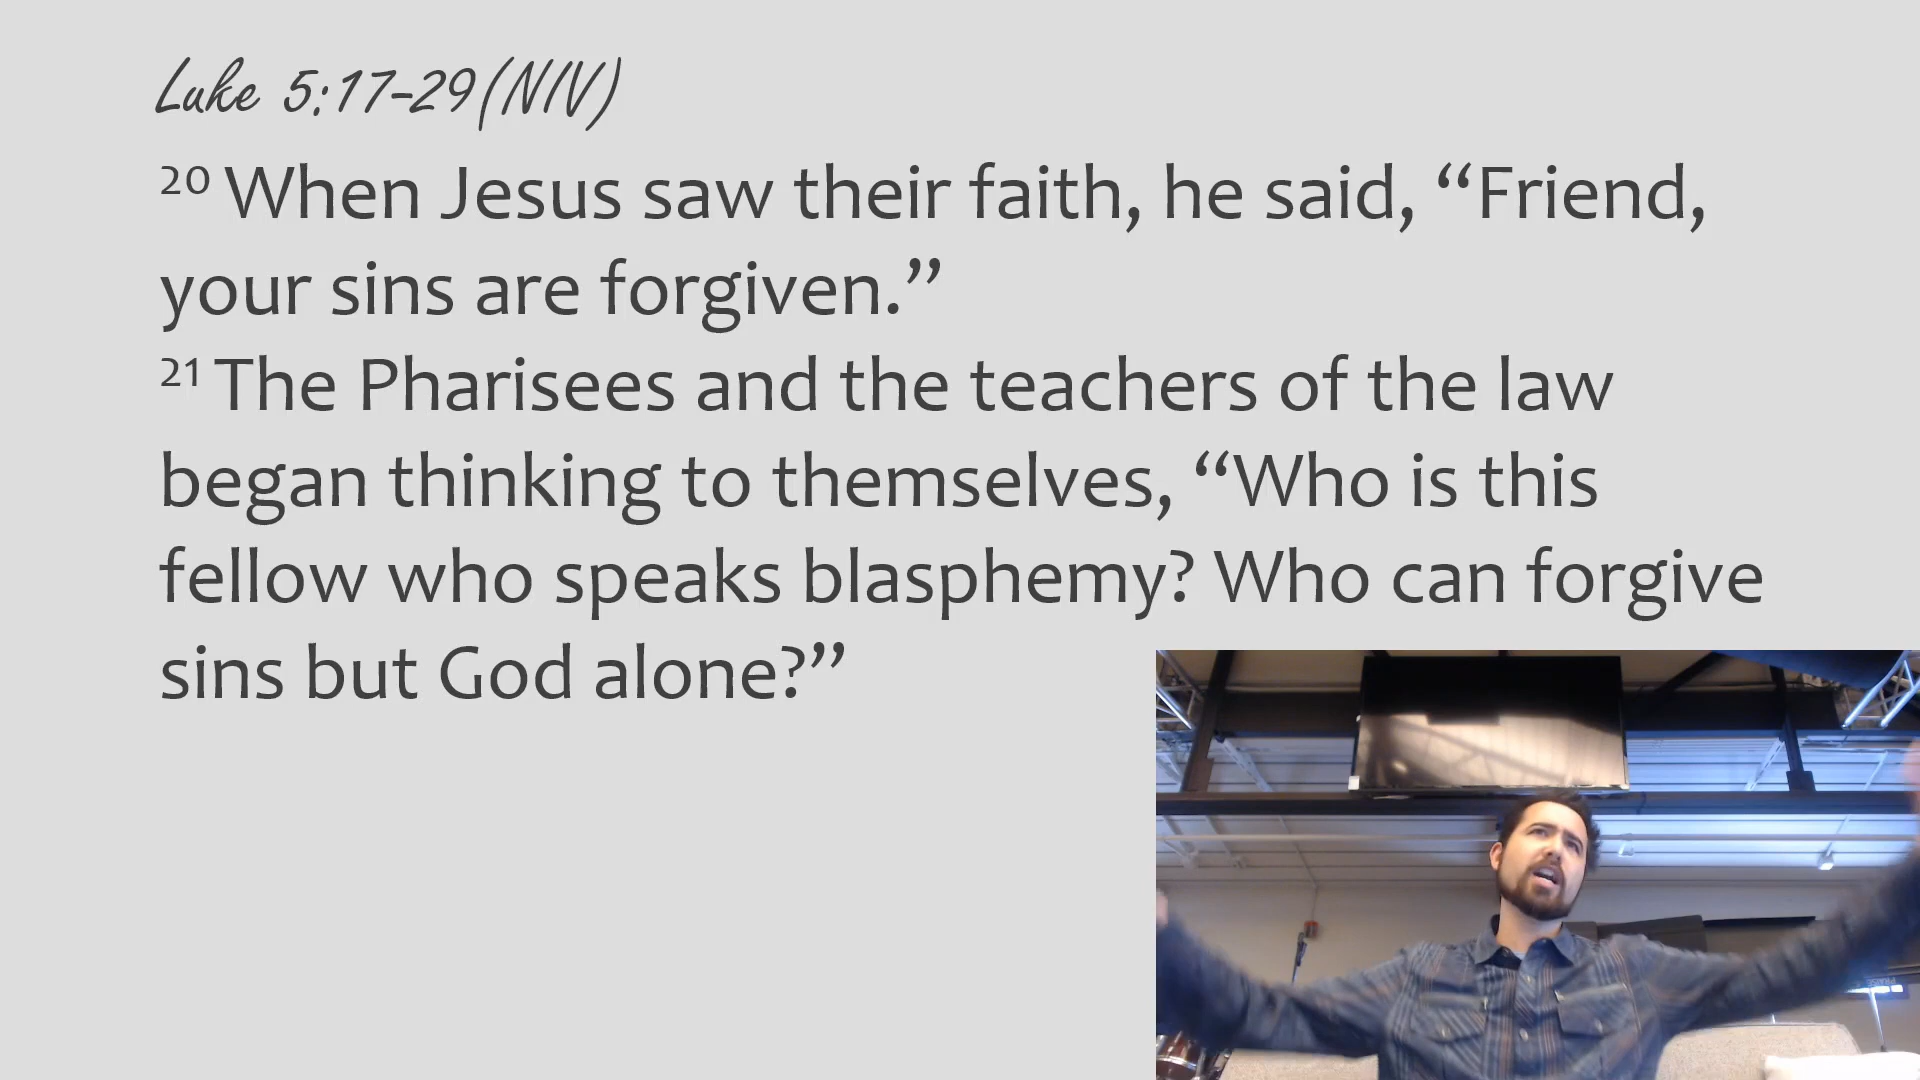 Luke 5:17-29(NIV)
20 When Jesus saw their faith, he said, “Friend,
your sins are forgiven.”
21 The Pharisees and the teachers of the law
began thinking to themselves, “Who is this
fellow who speaks blasphemy? Who can forgive
sins but God alone?”